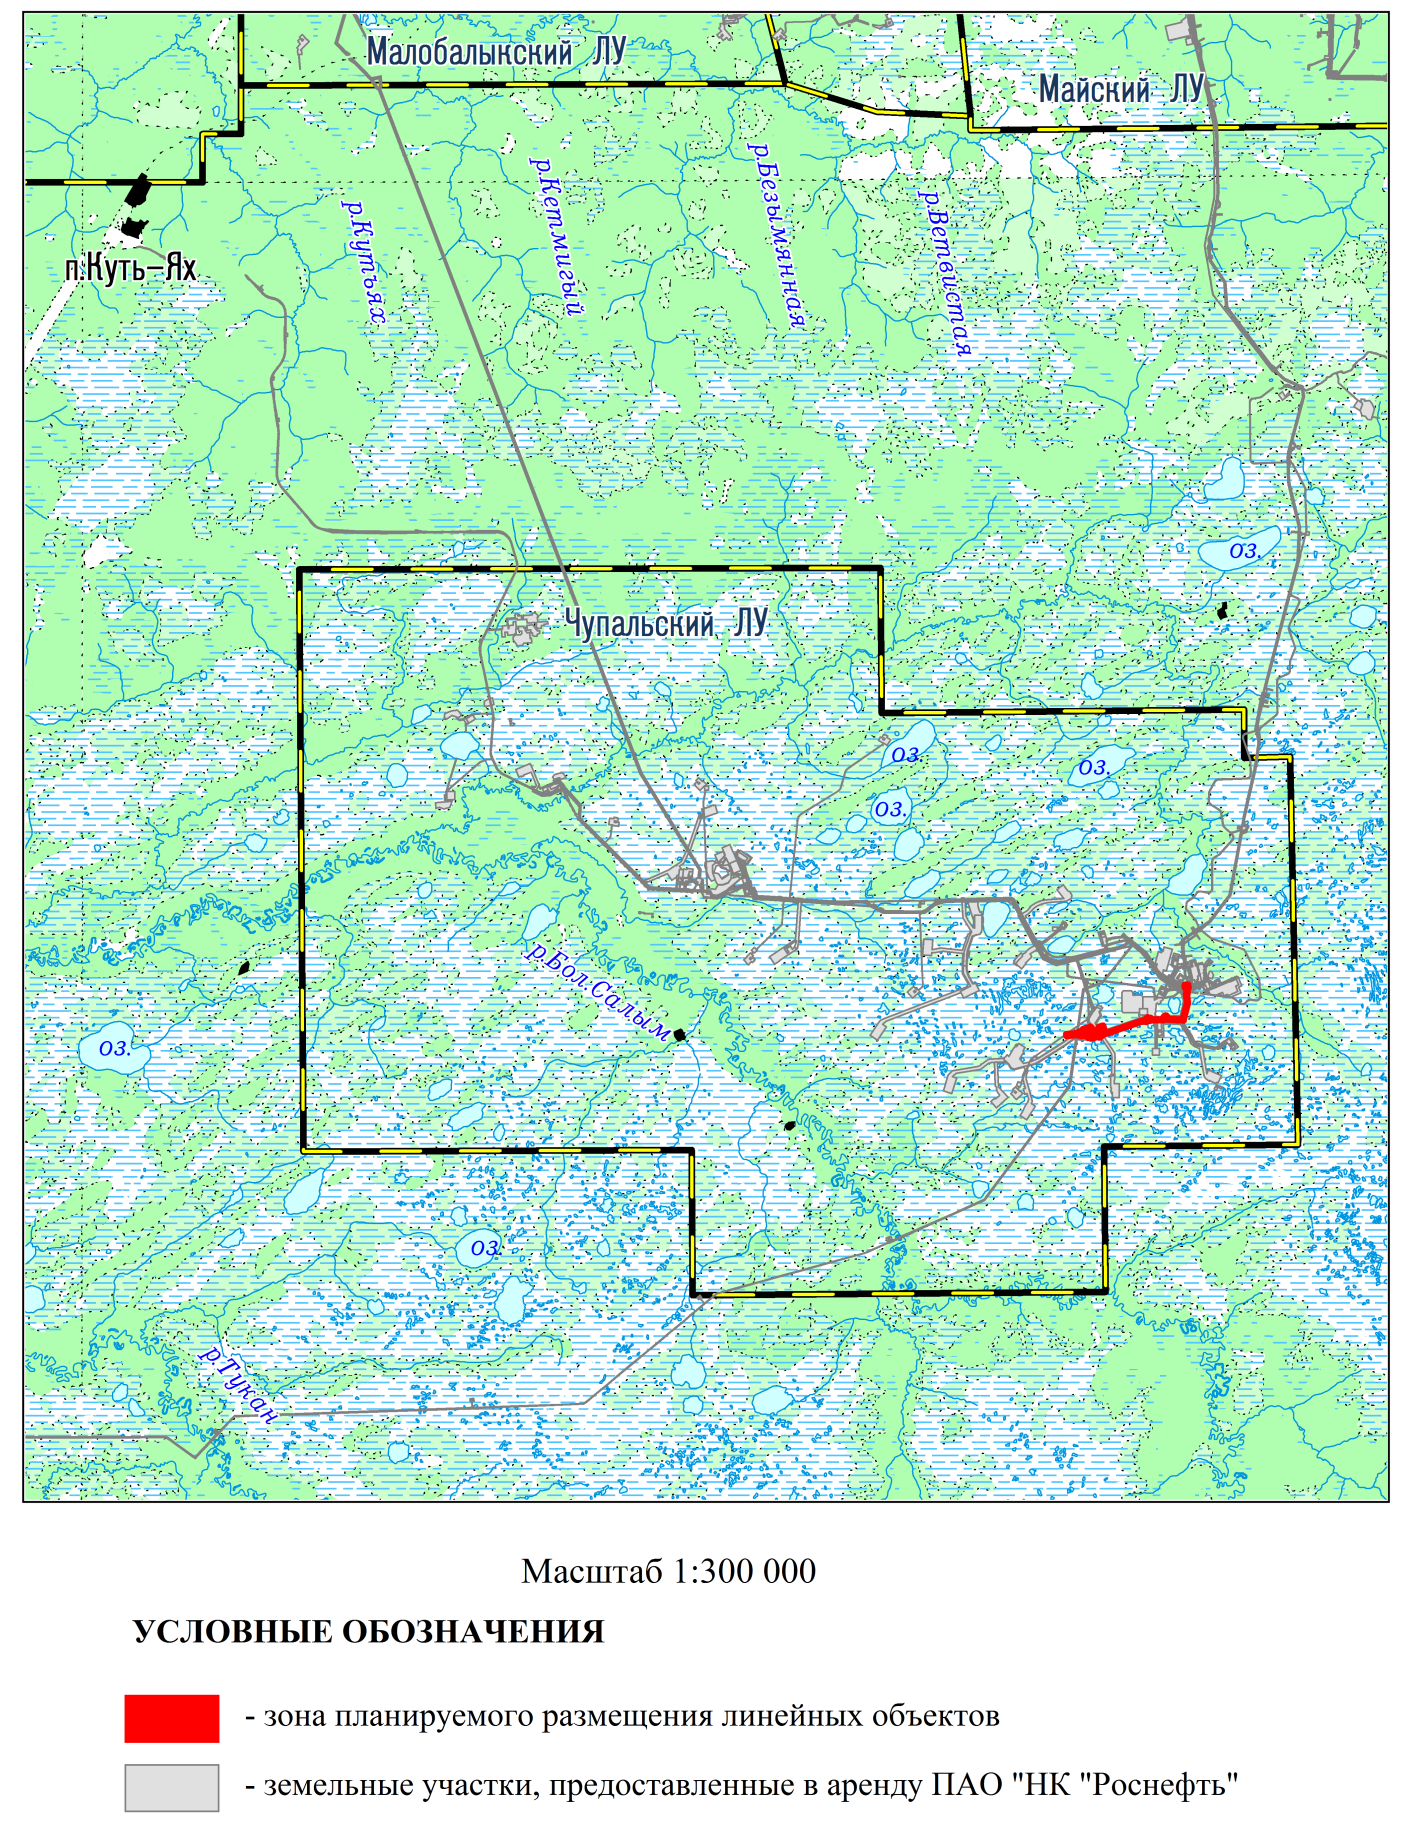 Малобалыкский ЛУ
Майский ЛУ
р.Безымянная
р.Кетмигый
р.Ветвистая
р.Кутьях
п.Куть-Ях
оз.
Чупальский ЛУ
оз.
оз.
оз.
р.Бол.Салым
оз.
оз.
р.Тукан
Масштаб 1:300 000
УСЛОВНЫЕ ОБОЗНАЧЕНИЯ
- зона планируемого размещения линейных объектов
- земельные участки, предоставленные в аренду ПАО "НК "Роснефть"